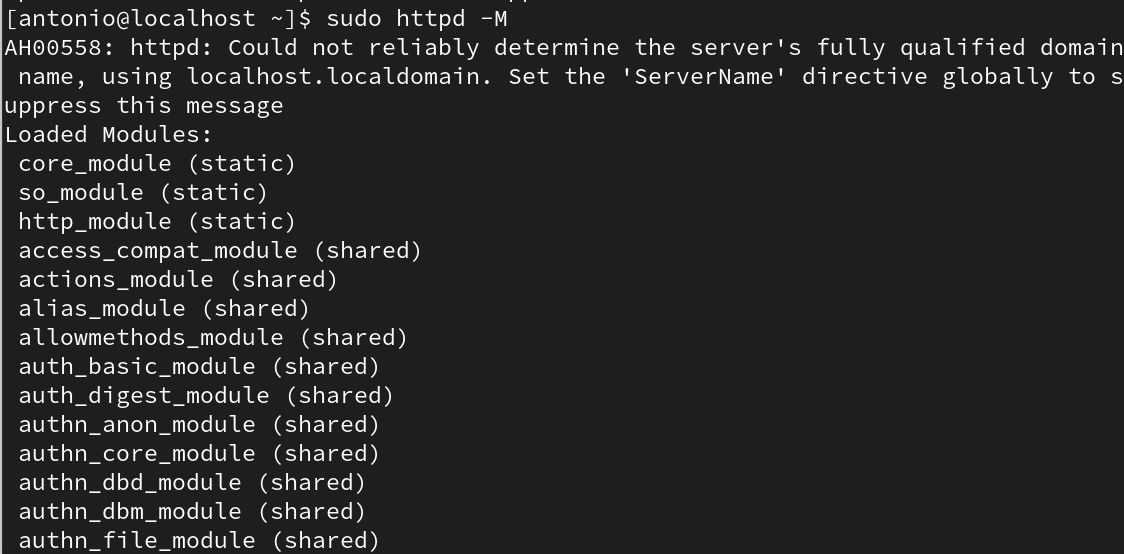 [antonio@localhost ~]$ sudo httpd -M
AH00558: httpd: Could not reliably determine the server's fully qualified domain
 name, using localhost.localdomain. Set the 'ServerName' directive globally to s
uppress this message
Loaded Modules:
 core_module (static)
 so_module (static)
 http_module (static)
 access_compat_module (shared)
 actions_module (shared)
 alias_module (shared)
 allowmethods_module (shared)
 auth_basic_module (shared)
 auth_digest_module (shared)
 authn_anon_module (shared)
 authn_core_module (shared)
 authn_dbd_module (shared)
 authn_dbm_module (shared)
 authn_file_module (shared)